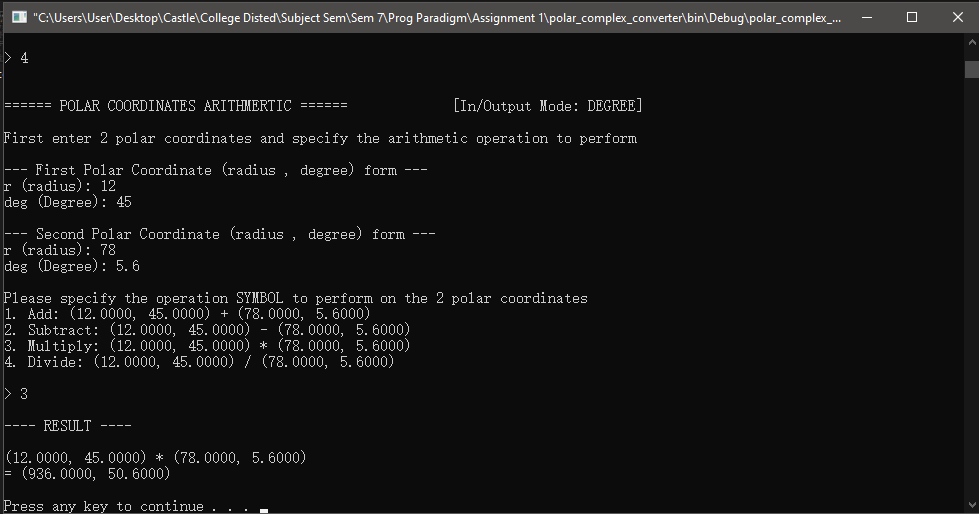 "C:\Users\User\Desktop\Castle\College Disted\Subject Sem\Sem 7\Prog Paradigm\Assignment 1\polar_complex_converter\bin\Debug\polar_complex_...
> 4
====== POLAR COORDINATES ARITHMERTIC ====== [In/Output Mode: DEGREE]
First enter 2 polar coordinates and specify the arithmetic operation to perform
--- First Polar Coordinate (radius , degree) form ---
r (radius): 12
deg (Degree): 45
--- Second Polar Coordinate (radius , degree) form ---
r (radius): 78
deg (Degree): 5.6
Please specify the operation SYMBOL to perform on the 2 polar coordinates
1. Add: (12.0000, 45.0000) + (78.0000, 5.6000)
2. Subtract: (12.0000, 45.0000) - (78.0000, 5.6000)
3. Multiply: (12.0000, 45.0000) * (78.0000, 5.6000)
4. Divide: (12.0000, 45.0000) / (78.0000, 5.6000)
> 3
---- RESULT ----
(12.0000, 45.0000) * (78.0000, 5.6000)
= (936.0000, 50.6000)
Press any key to continue . . .